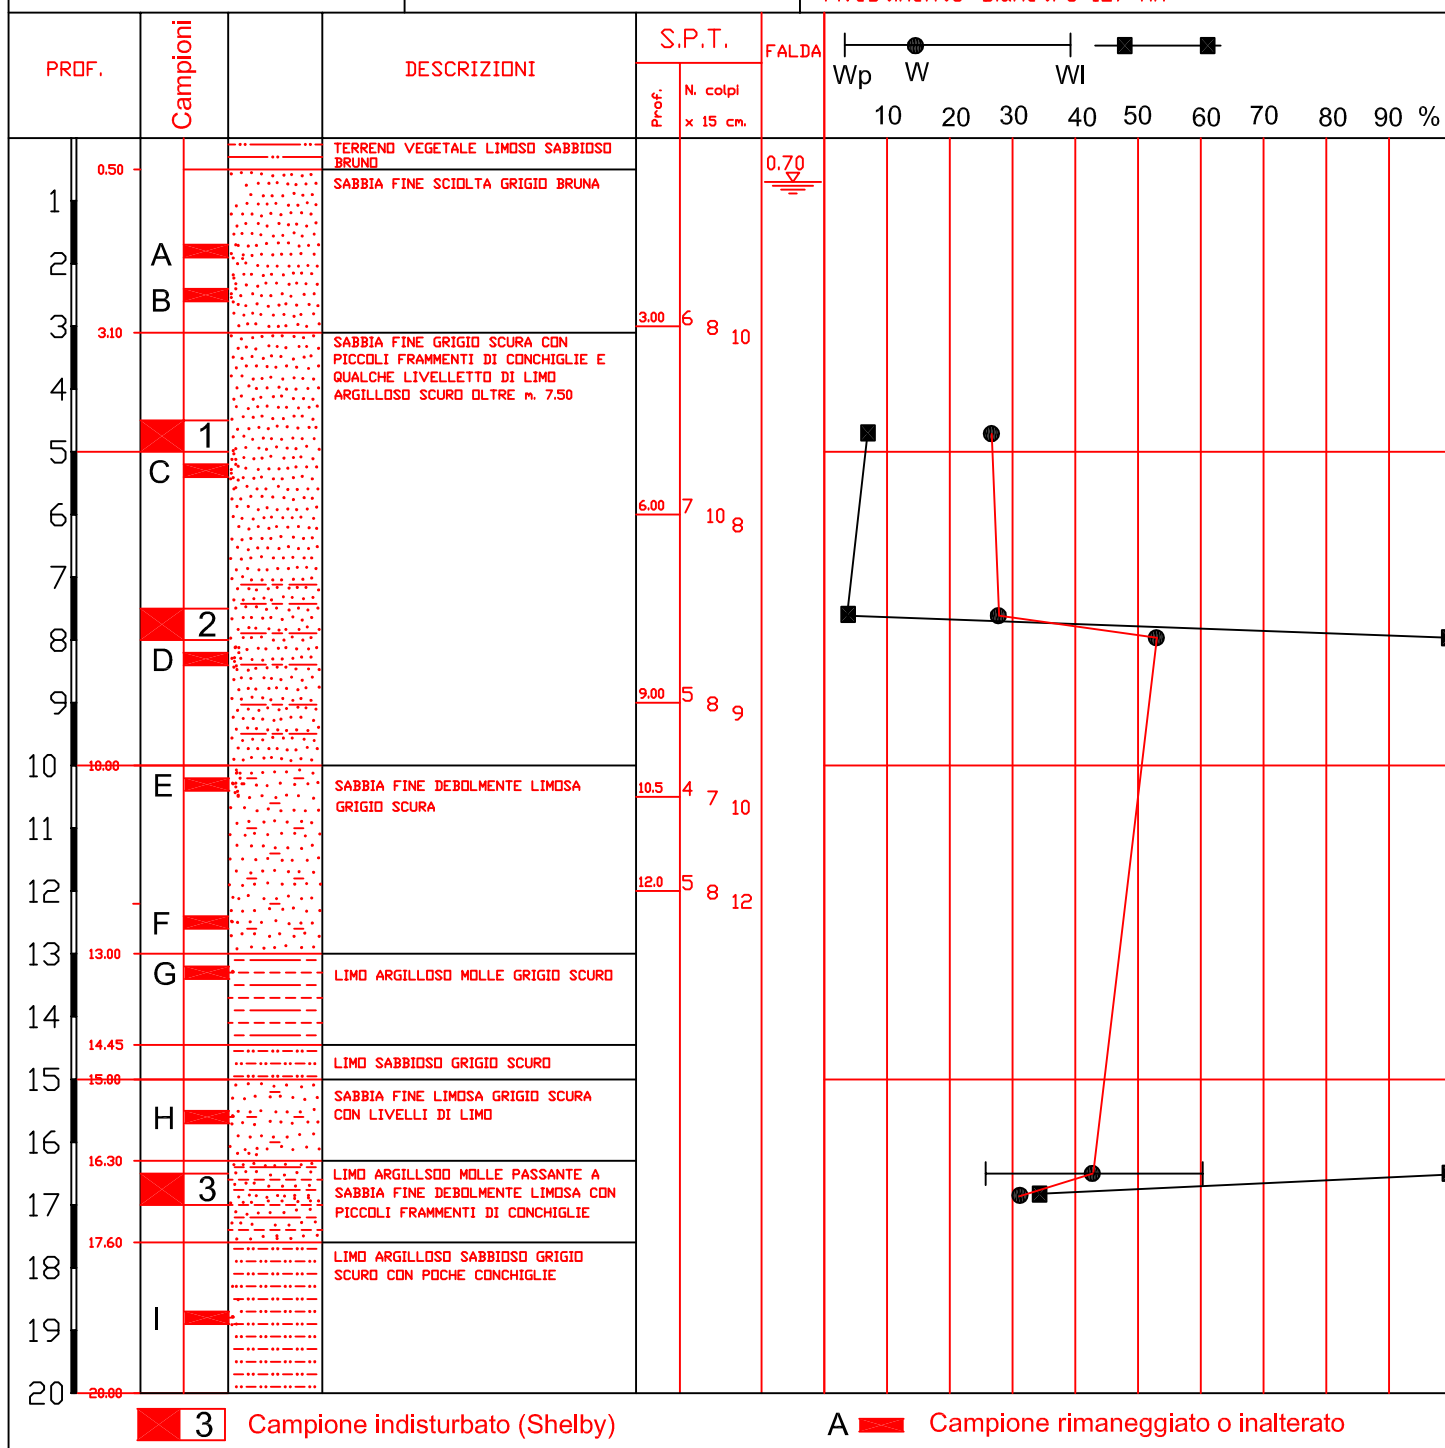 PROF.
Campioni
DESCRIZIONI
S.P.T.
Prof.
N. colpi
x 15 cm.
FALDA
Wp W Wl
10 20 30 40 50 60 70 80 90 %
TERRENO VEGETALE LIMOSO SABBIOSO
BRUNO
0.50
0.70
SABBIA FINE SCIOLTA GRIGIO BRUNA
1
A
2
B
3
3.10
3.00 6 8 10
SABBIA FINE GRIGIO SCURA CON
PICCOLI FRAMMENTI DI CONCHIGLIE E
QUALCHE LIVELLETTO DI LIMO
ARGILLOSO SCURO OLTRE m. 7.50
4
1
5
C
6
6.00 7 10 8
7
2
8
D
9
9.00 5 8 9
10
10.00
E
SABBIA FINE DEBOLMENTE LIMOSA
GRIGIO SCURA
10.5 4 7 10
11
12
12.0 5 8 12
F
13
13.00
G
LIMO ARGILLOSO MOLLE GRIGIO SCURO
14
14.45
LIMO SABBIOSO GRIGIO SCURO
15
15.00
SABBIA FINE LIMOSA GRIGIO SCURA
CON LIVELLI DI LIMO
H
16
16.30
LIMO ARGILLSOO MOLLE PASSANTE A
SABBIA FINE DEBOLMENTE LIMOSA CON
PICCOLI FRAMMENTI DI CONCHIGLIE
3
17
17.60
LIMO ARGILLOSO SABBIOSO GRIGIO
SCURO CON POCHE CONCHIGLIE
18
I
19
20
20.00
3 Campione indisturbato (Shelby)
A Campione rimaneggiato o inalterato